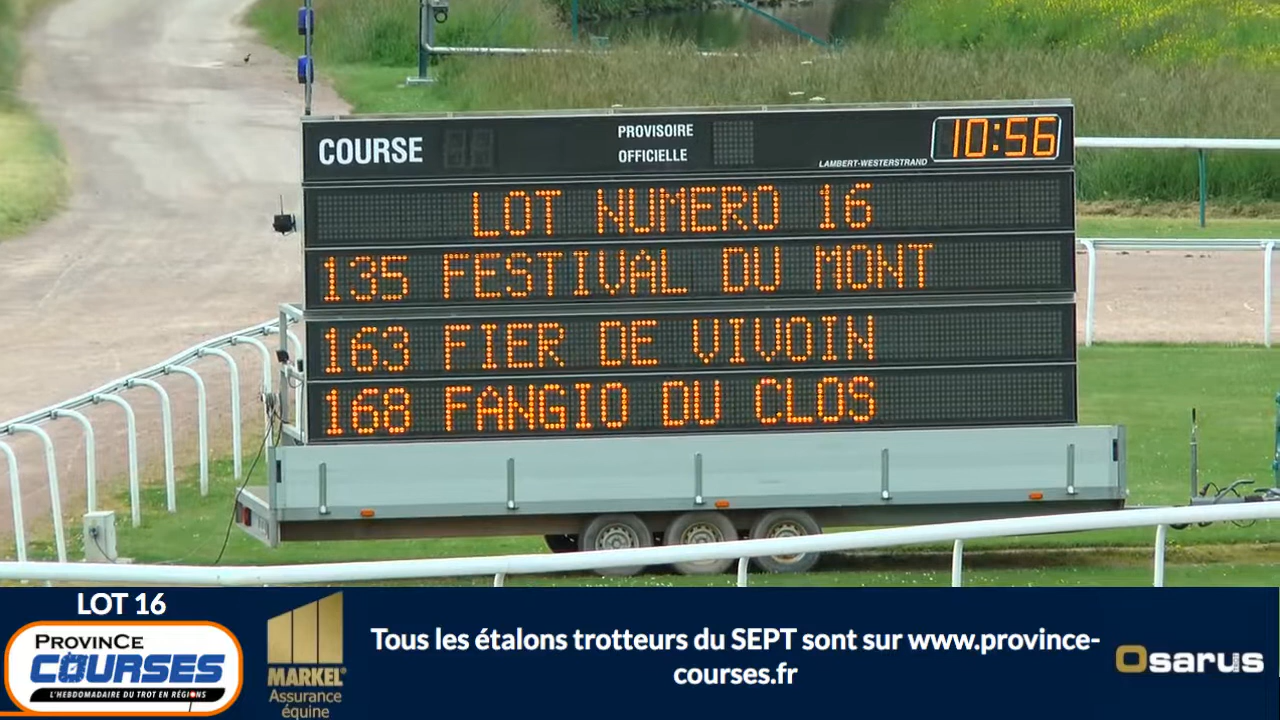 COURSE
PROVISOIRE
OFFICIELLE
LAMBERT-WESTERSTRAND
10:56
LOT NUMERO 16
135 FESTIVAL DU MONT
163 FIER DE VIVOIN
168 FANGIO DU CLOS
LOT 16
PROVINCE
COURSES
L'HEBDOMADAIRE DU TROT EN RÉGIONS
MARKEL
Assurance
équine
Tous les étalons trotteurs du SEPT sont sur www.province-
courses.fr
Osarus